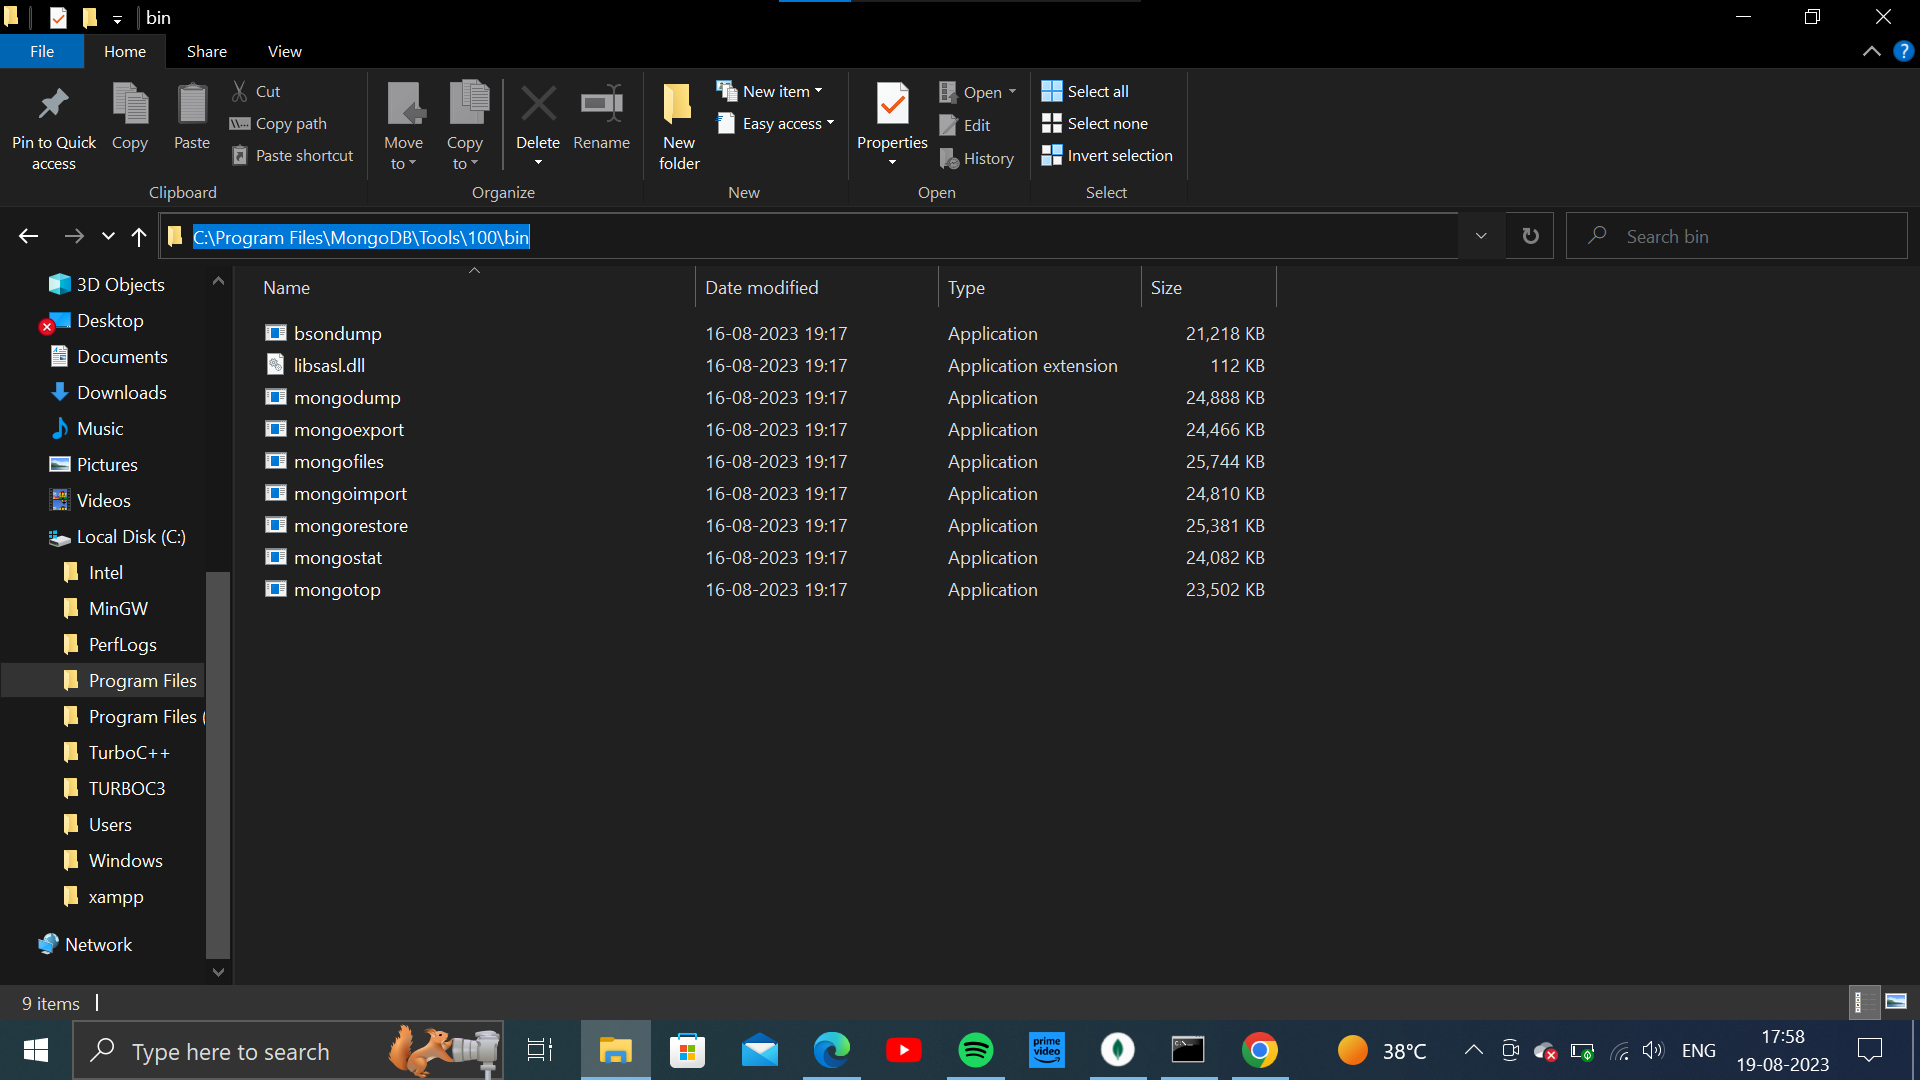 bin
File Home Share View
Pin to Quick access
Copy
Paste
Cut
Copy path
Paste shortcut
Clipboard
Move to
Copy to
Delete
Rename
Organize
New folder
New item
Easy access
New
Properties
Open
Edit
History
Open
Select all
Select none
Invert selection
Select
C:\Program Files\MongoDB\Tools\100\bin
Search bin
3D Objects
Desktop
Documents
Downloads
Music
Pictures
Videos
Local Disk (C:)
Intel
MinGW
PerfLogs
Program Files
Program Files (
TurboC++
TURBOC3
Users
Windows
xampp
Network
Name Date modified Type Size
bsondump 16-08-2023 19:17 Application 21,218 KB
libsasl.dll 16-08-2023 19:17 Application extension 112 KB
mongodump 16-08-2023 19:17 Application 24,888 KB
mongoexport 16-08-2023 19:17 Application 24,466 KB
mongofiles 16-08-2023 19:17 Application 25,744 KB
mongoimport 16-08-2023 19:17 Application 24,810 KB
mongorestore 16-08-2023 19:17 Application 25,381 KB
mongostat 16-08-2023 19:17 Application 24,082 KB
mongotop 16-08-2023 19:17 Application 23,502 KB
9 items
Type here to search
prime video
38°C
ENG
17:58
19-08-2023